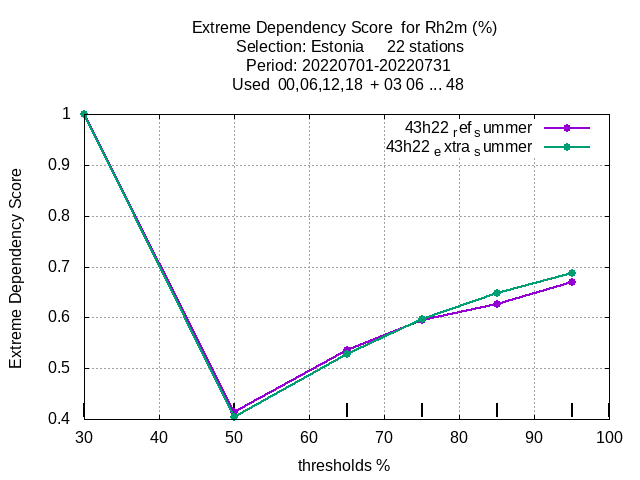 Extreme Dependency Score for Rh2m (%)
Selection: Estonia 22 stations
Period: 20220701-20220731
Used 00,06,12,18 + 03 06 ... 48
43h22 ref summer
43h22 extra summer
1
0.9
0.8
0.7
0.6
0.5
0.4
Extreme Dependency Score
30 40 50 60 70 80 90 100
thresholds %